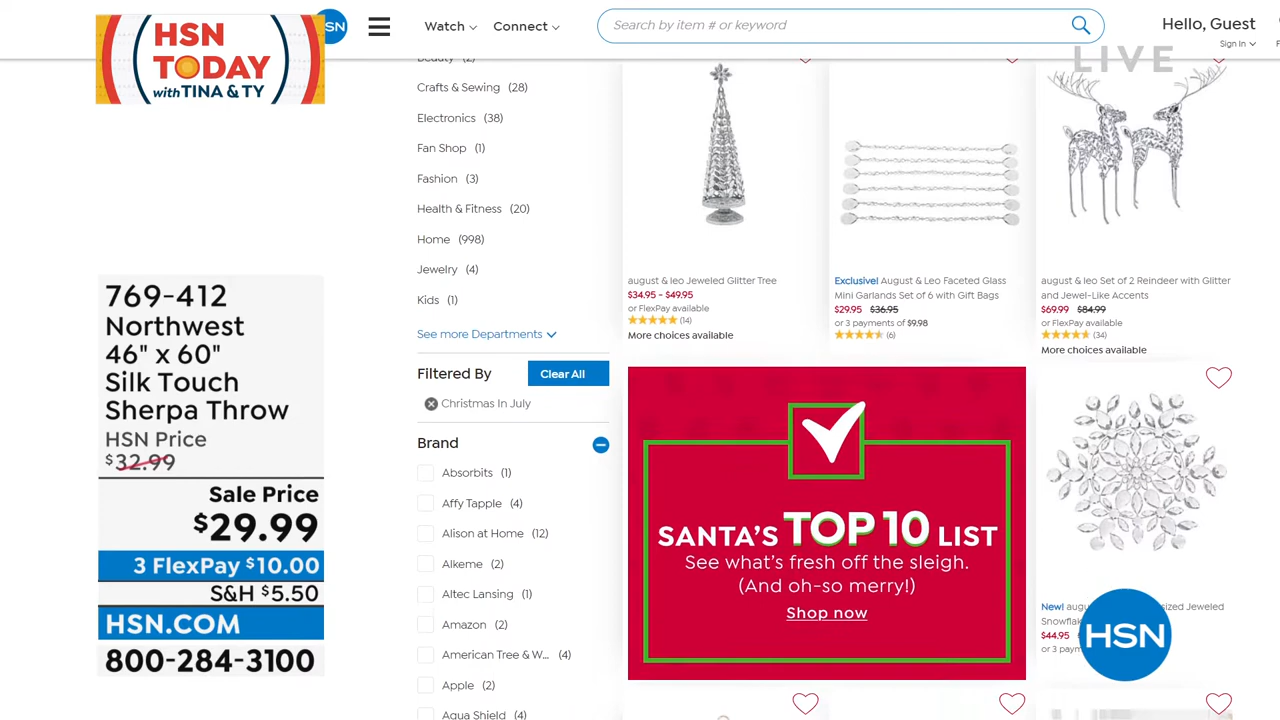 HSN
TODAY
with TINA & TY
SN
Watch
Connect
Search by item # or keyword
Hello, Guest
Sign In
F
LIVE
769-412
Northwest
46" x 60"
Silk Touch
Sherpa Throw
HSN Price
$32.99
Sale Price
$29.99
3 FlexPay $10.00
S&H $5.50
HSN.COM
800-284-3100
Beauty (2)
Crafts & Sewing (28)
Electronics (38)
Fan Shop (1)
Fashion (3)
Health & Fitness (20)
Home (998)
Jewelry (4)
Kids (1)
See more Departments
Filtered By
Clear All
Christmas In July
Brand
Absorbits (1)
Affy Tapple (4)
Alison at Home (12)
Alkeme (2)
Altec Lansing (1)
Amazon (2)
American Tree & W... (4)
Apple (2)
Aqua Shield (4)
august & leo Jeweled Glitter Tree
$34.95 - $49.95
or FlexPay available
(14)
More choices available
Exclusive! August & Leo Faceted Glass
Mini Garlands Set of 6 with Gift Bags
$29.95 $36.95
or 3 payments of $9.98
(6)
august & leo Set of 2 Reindeer with Glitter
and Jewel-Like Accents
$69.99 $84.99
or FlexPay available
(34)
More choices available
SANTA'S TOP 10 LIST
See what's fresh off the sleigh.
(And oh-so merry!)
Shop now
New! augu sized Jeweled
Snowflak
$44.95
or 3 paym
HSN